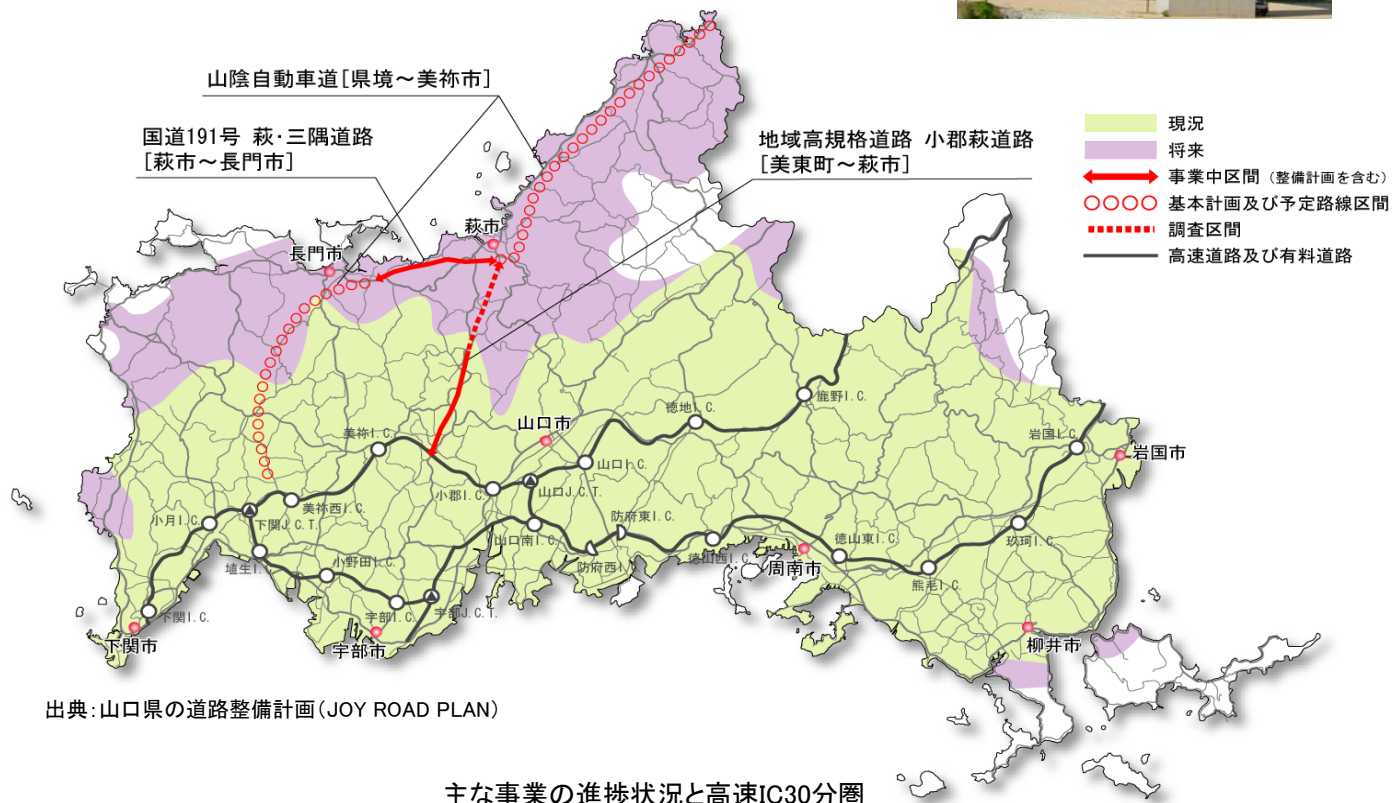 山陰自動車道[県境～美祢市]
国道191号 萩・三隅道路
[萩市～長門市]
地域高規格道路 小郡萩道路
[美東町～萩市]
現況
将来
事業中区間（整備計画を含む）
基本計画及び予定路線区間
調査区間
高速道路及び有料道路
萩市
長門市
鹿野I.C.
徳地I.C.
山口市
美祢I.C.
岩国I.C.
岩国市
山口I.C.
小郡I.C.
山口J.C.T.
美祢西I.C.
小月I.C.
下関J.C.T.
防府東I.C.
山口南I.C.
防府西I.C.
徳山西I.C.
徳山東I.C.
玖珂I.C.
周南市
熊毛I.C.
埴生I.C.
小野田I.C.
宇部I.C.
宇部J.C.T.
下関I.C.
下関市
宇部市
柳井市
出典：山口県の道路整備計画（JOY ROAD PLAN）
主な事業の進捗状況と高速IC30分圏